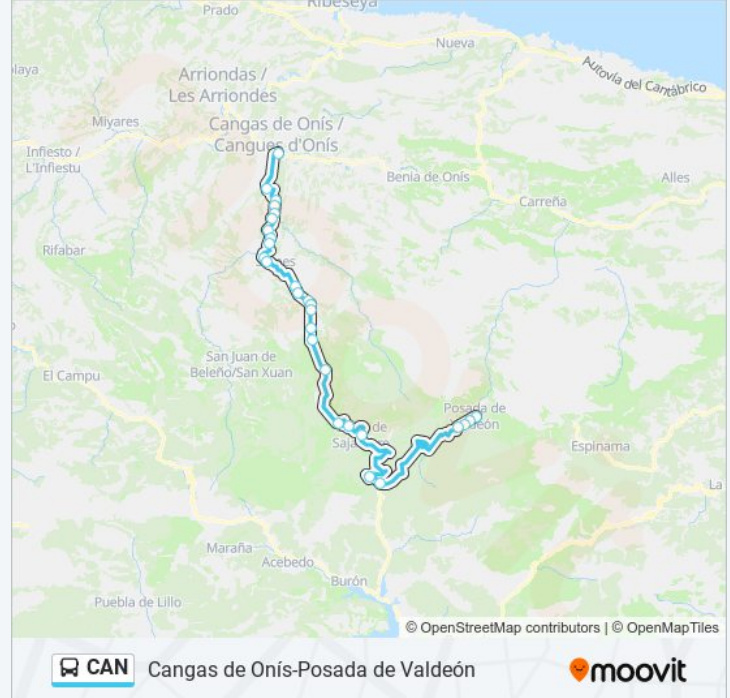 Prado
Ribeseya
Nueva
Autovía del Cantábrico
Arriondas /
Les Arriondes
Miyares
Cangas de Onís /
Cangues d'Onís
Infiesto /
L'Infiestu
Benia de Onís
Alles
Carreña
Rifabar
San Juan de
Beleño/San Xuan
El Campu
Posada de
Espinama
La
Maraña
Acebedo
Burón
Puebla de Lillo
© OpenStreetMap contributors | © OpenMapTiles
CAN
Cangas de Onís-Posada de Valdeón
moovit